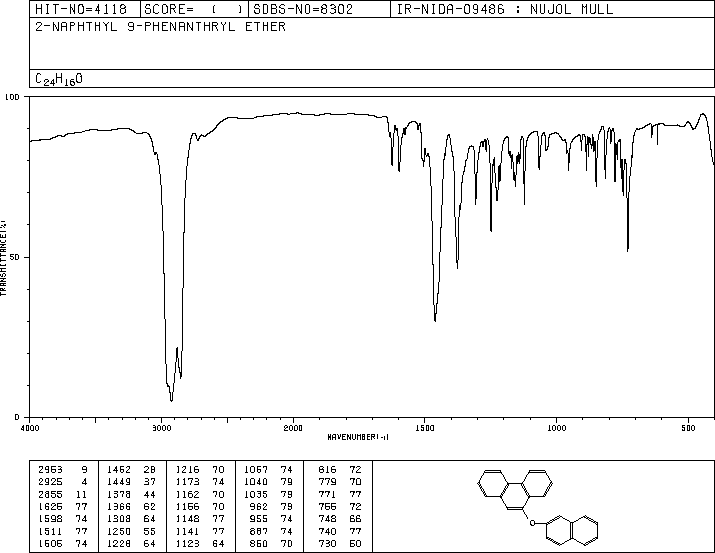 HIT-NO=4118 SCORE= ( ) SDBS-NO=8302 IR-NIDA-09486 : NUJOL MULL
2-NAPHTHYL 9-PHENANTHRYL ETHER
C24H16O
100
50
0
TRANSMITTANCE(%)
4000 3000 2000 1500 1000 500
WAVENUMBER(-1)
2953 9 1462 28 1216 70 1067 74 816 72
2925 4 1449 37 1173 74 1040 79 779 70
2855 11 1378 44 1162 70 1035 79 771 77
1625 77 1366 62 1156 70 962 79 755 72
1598 74 1308 64 1148 77 955 74 748 66
1511 77 1250 55 1141 77 887 74 740 77
1505 74 1228 64 1123 64 850 70 730 50
O